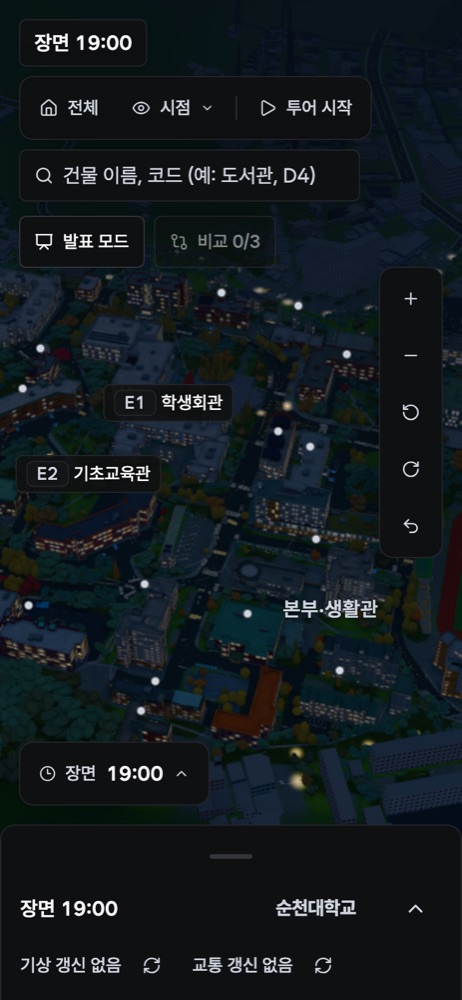 장면 19:00
전체 시점 투어 시작
건물 이름, 코드 (예: 도서관, D4)
발표 모드 비교 0/3
E1 학생회관
E2 기초교육관
본부·생활관
장면 19:00
장면 19:00 순천대학교
기상 갱신 없음 교통 갱신 없음